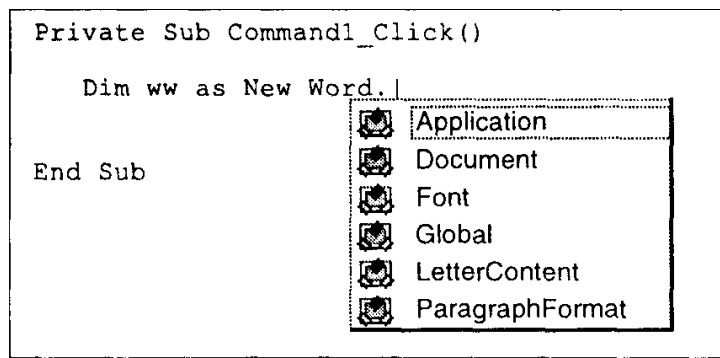 Private Sub Command1_Click()
Dim ww as New Word.|
Application
Document
End Sub
Font
Global
LetterContent
ParagraphFormat